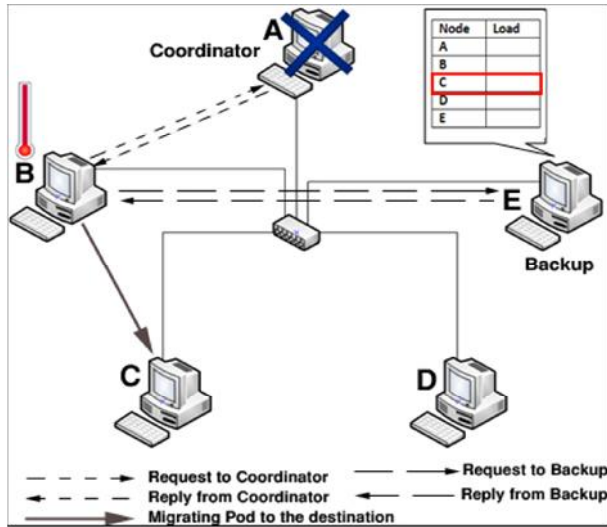 A
Coordinator
Node Load
A
B
C
D
E
B
E
Backup
C
D
Request to Coordinator
Reply from Coordinator
Migrating Pod to the destination
Request to Backup
Reply from Backup